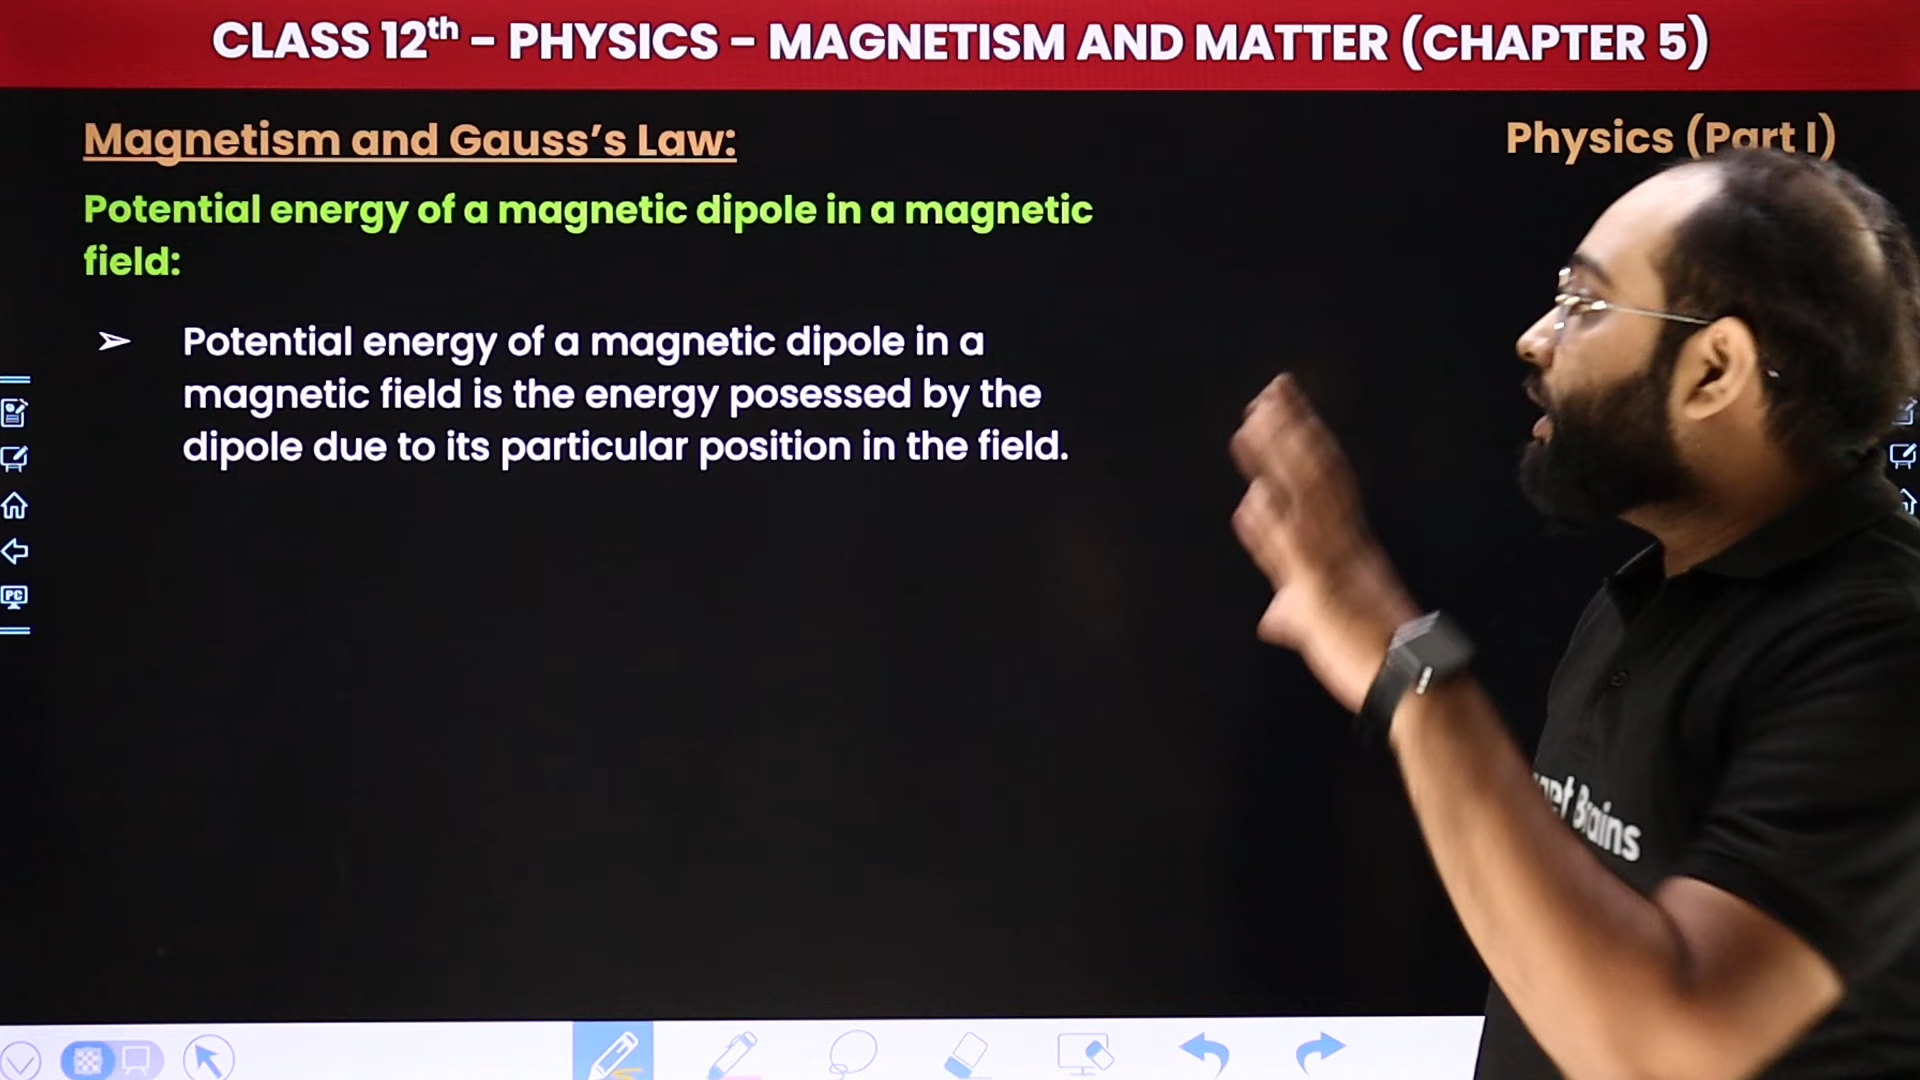 CLASS 12th - PHYSICS - MAGNETISM AND MATTER (CHAPTER 5)
Magnetism and Gauss's Law:
Physics (Part I)
Potential energy of a magnetic dipole in a magnetic
field:
➢ Potential energy of a magnetic dipole in a
magnetic field is the energy posessed by the
dipole due to its particular position in the field.
PC
Brains